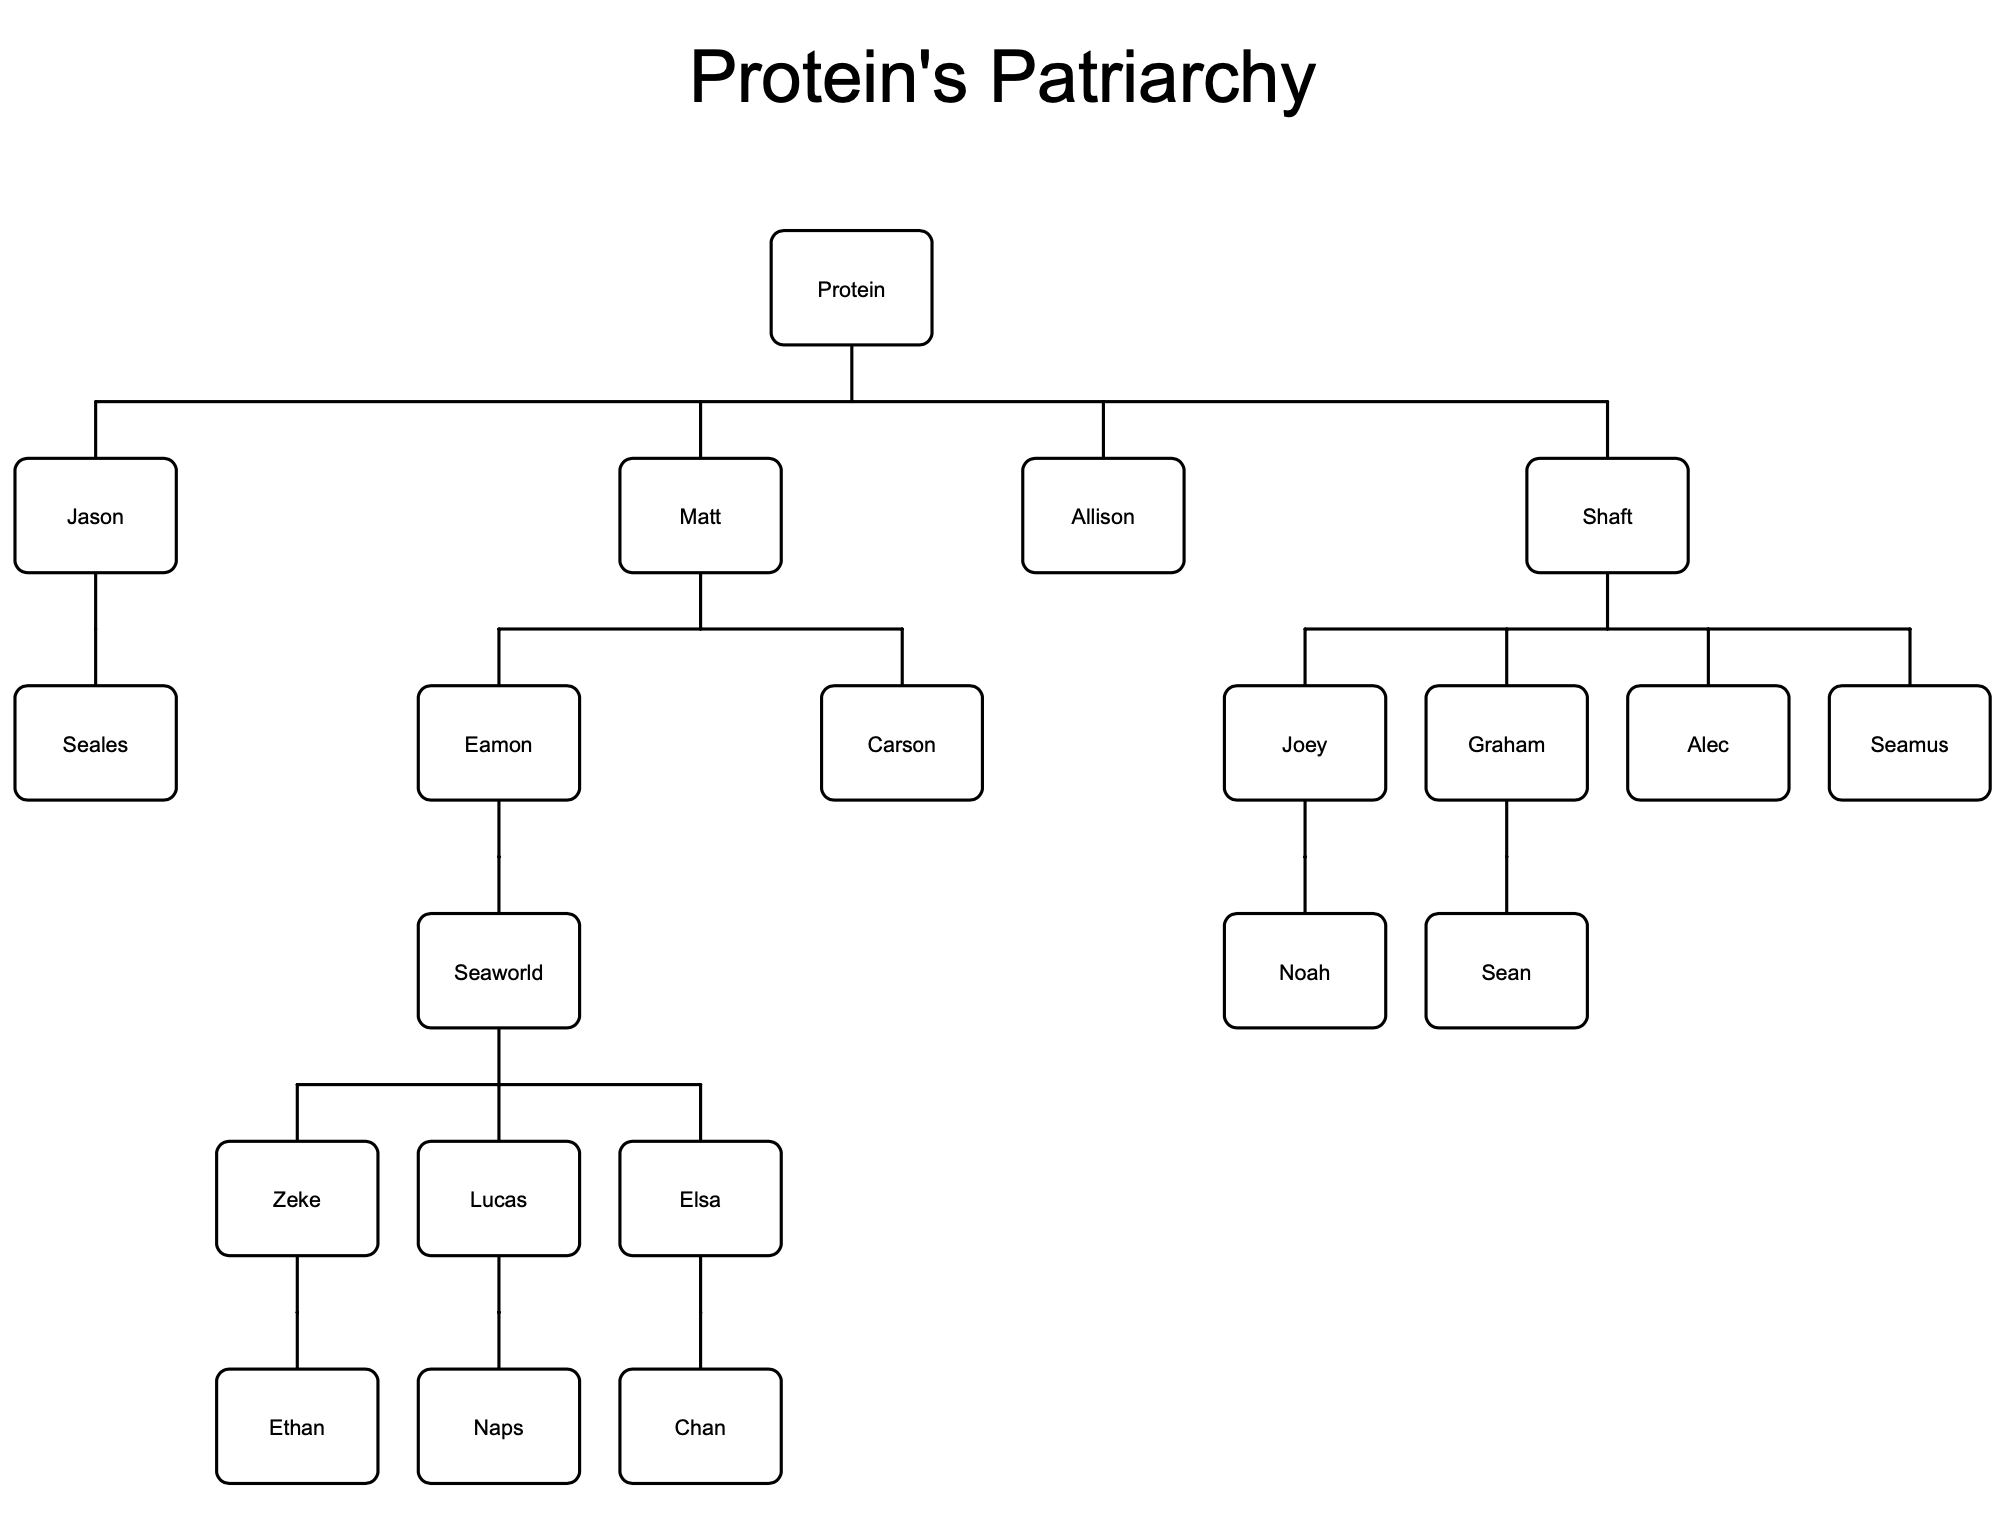 Protein's Patriarchy
Protein
Jason
Matt
Allison
Shaft
Seales
Eamon
Carson
Joey
Graham
Alec
Seamus
Seaworld
Noah
Sean
Zeke
Lucas
Elsa
Ethan
Naps
Chan